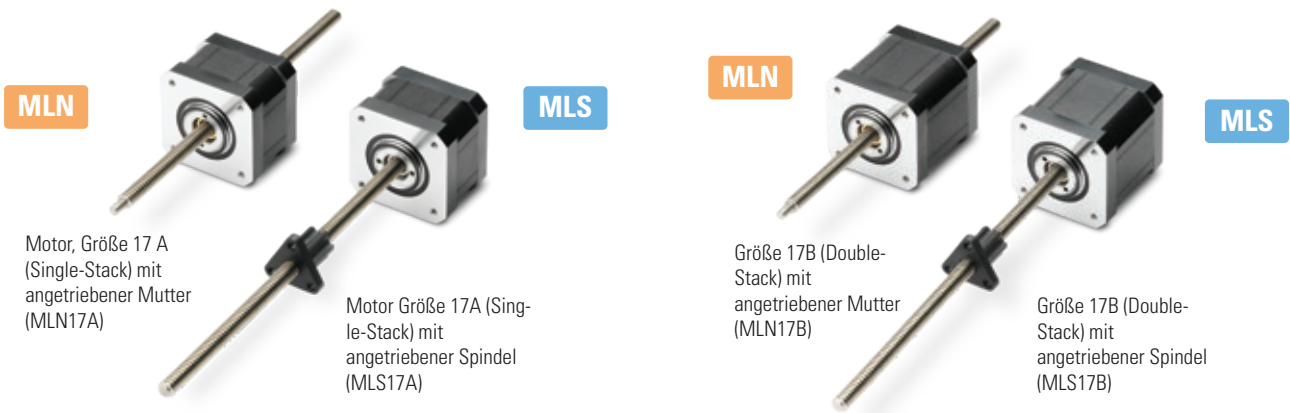 MLN
MLS
Motor, Größe 17 A
(Single-Stack) mit
angetriebener Mutter
(MLN17A)
Motor Größe 17A (Sing-
le-Stack) mit
angetriebener Spindel
(MLS17A)
MLN
MLS
Größe 17B (Double-
Stack) mit
angetriebener Mutter
(MLN17B)
Größe 17B (Double-
Stack) mit
angetriebener Spindel
(MLS17B)